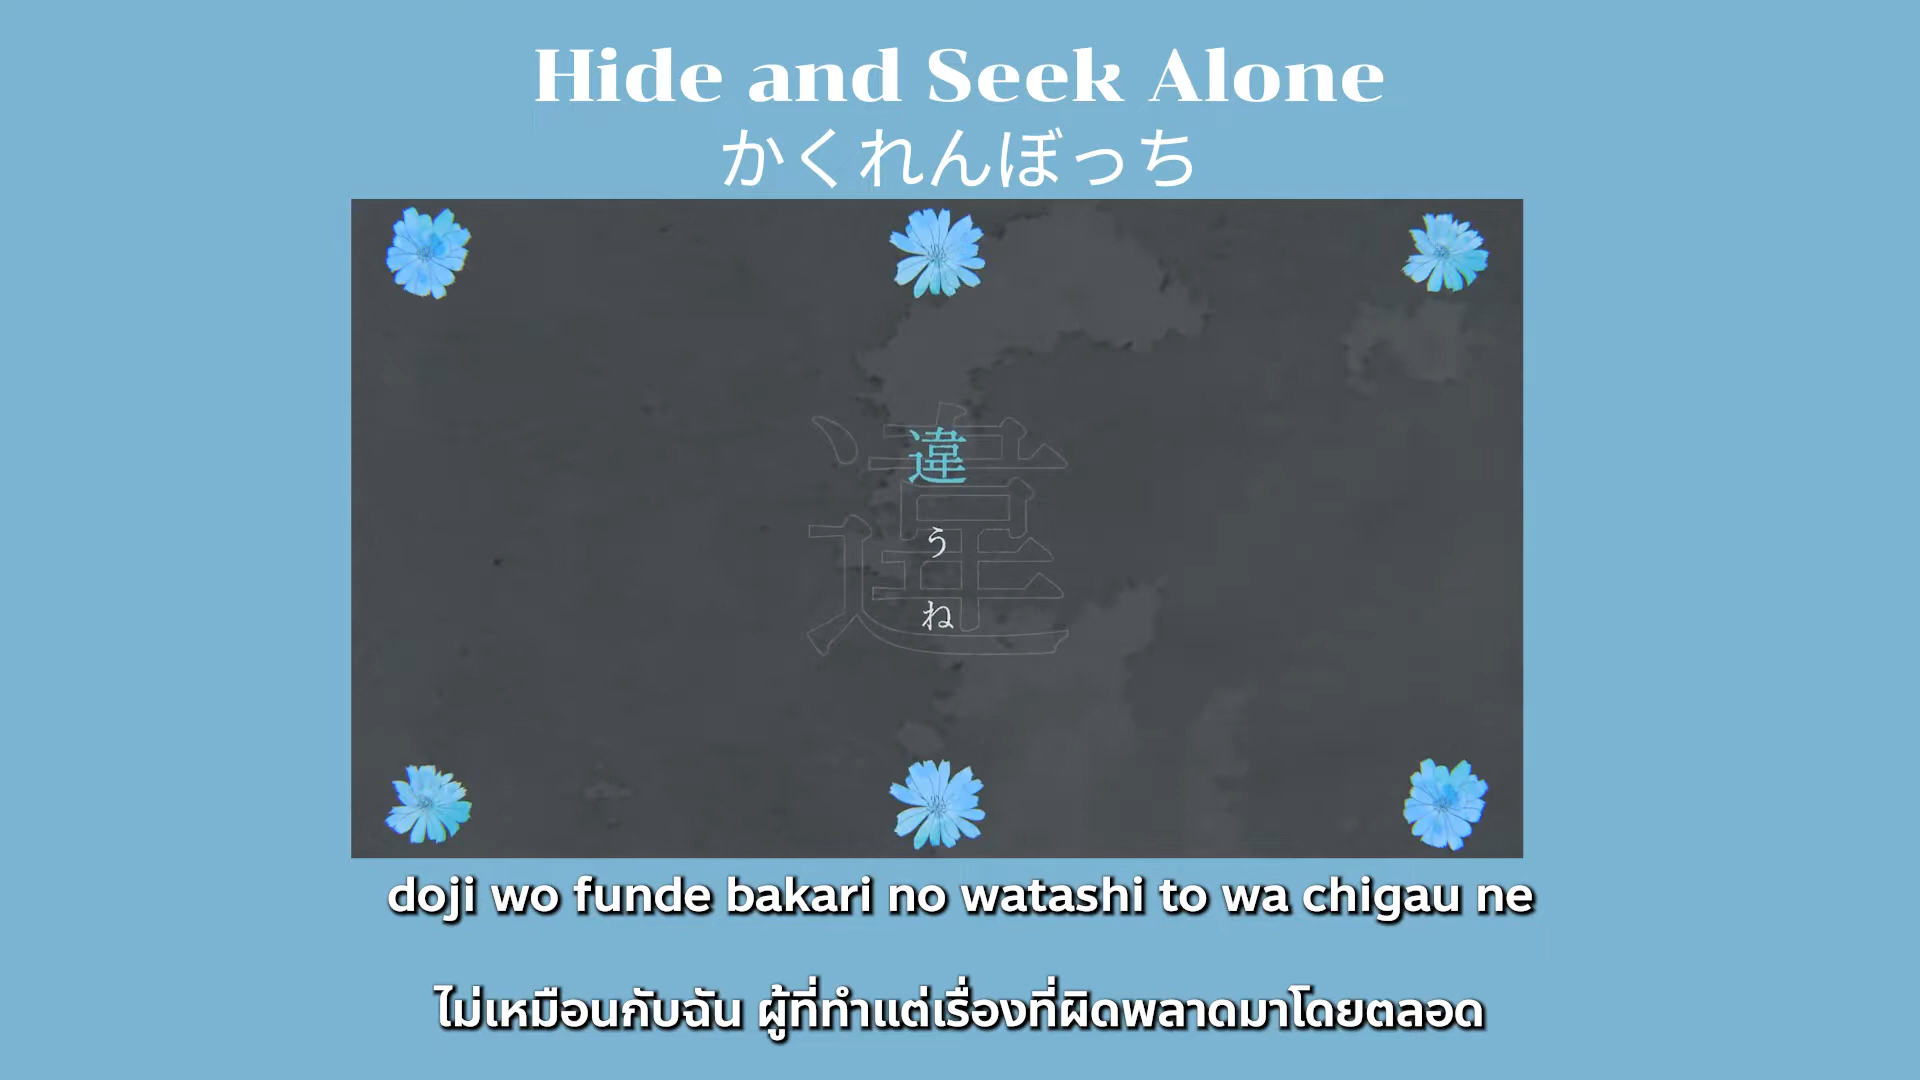 Hide and Seek Alone
かくれんぼっち
違
違
う
ね
doji wo funde bakari no watashi to wa chigau ne
ไม่เหมือนกับฉัน ผู้ที่ทำแต่เรื่องที่ผิดพลาดมาโดยตลอด